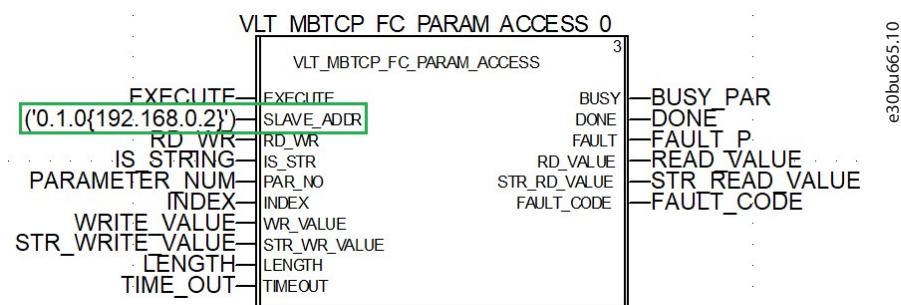 VLT_MBTCP_FC_PARAM_ACCESS_0
3
VLT_MBTCP_FC_PARAM_ACCESS
EXECUTE EXECUTE BUSY BUSY_PAR
('0.1.0{192.168.0.2}') SLAVE_ADDR DONE DONE
RD_WR RD_WR FAULT FAULT_P
IS_STRING IS_STR RD_VALUE READ_VALUE
PARAMETER_NUM PAR_NO STR_RD_VALUE STR_READ_VALUE
INDEX INDEX FAULT_CODE FAULT_CODE
WRITE_VALUE WR_VALUE
STR_WRITE_VALUE STR_WR_VALUE
LENGTH LENGTH
TIME_OUT TIMEOUT
e30bu665.10